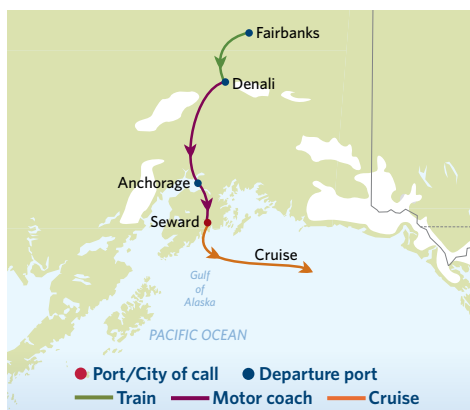 Fairbanks
Denali
Anchorage
Seward
Cruise
Gulf
of
Alaska
PACIFIC OCEAN
Port/City of call Departure port
Train Motor coach Cruise